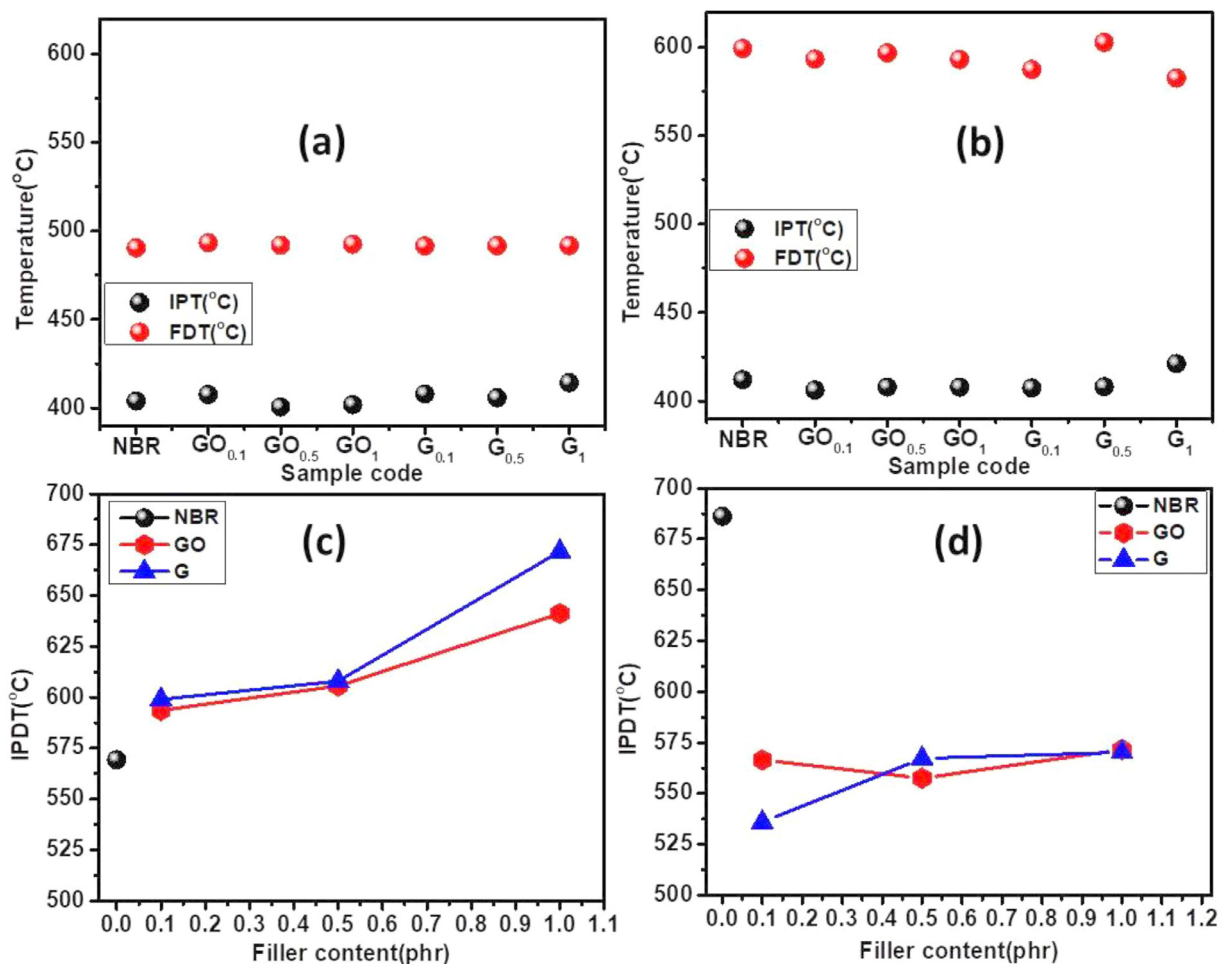 600
550
500
450
400
Temperature(°C)
(a)
IPT(°C)
FDT(°C)
NBR GO0.1 GO0.5 GO1 G0.1 G0.5 G1
Sample code
600
550
500
450
400
Temperature(°C)
(b)
IPT(°C)
FDT(°C)
NBR GO0.1 GO0.5 GO1 G0.1 G0.5 G1
Sample code
700
675
650
625
600
575
550
525
500
IPDT(°C)
NBR
GO
G
(c)
0.0 0.1 0.2 0.3 0.4 0.5 0.6 0.7 0.8 0.9 1.0 1.1
Filler content(phr)
700
675
650
625
600
575
550
525
500
IPDT(°C)
(d)
NBR
GO
G
0.0 0.1 0.2 0.3 0.4 0.5 0.6 0.7 0.8 0.9 1.0 1.1 1.2
Filler content(phr)